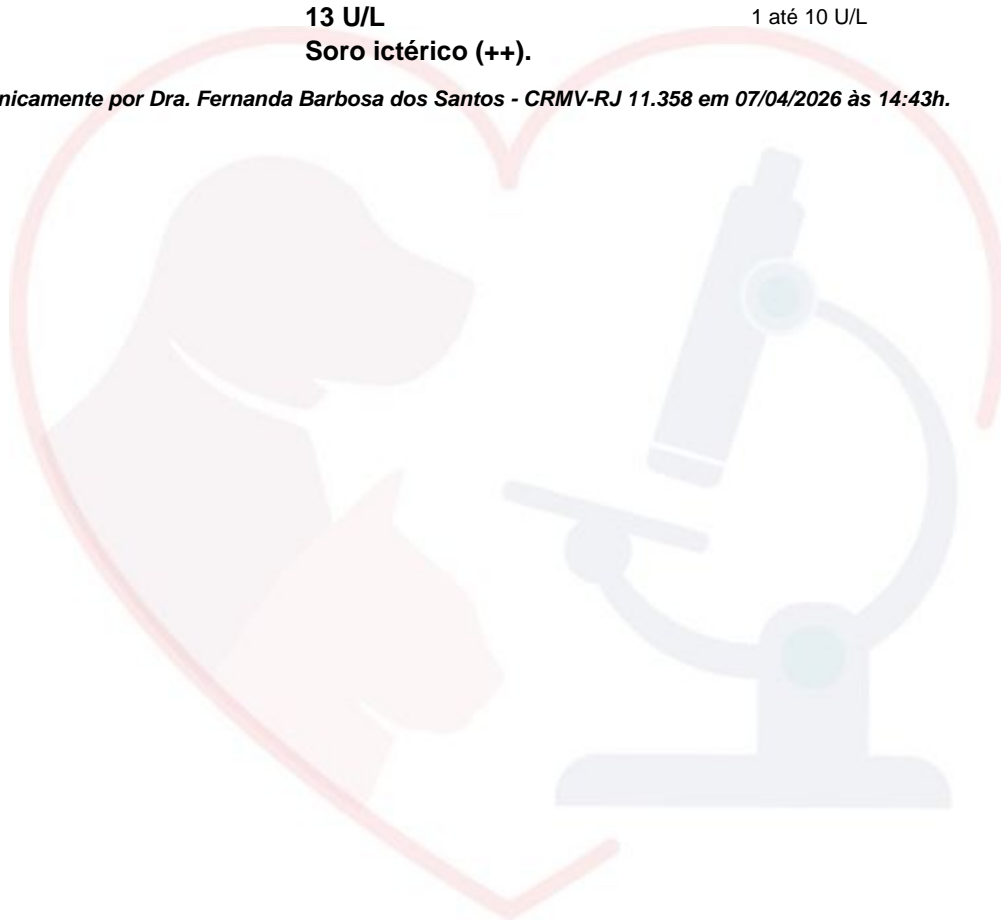 13 U/L 1 até 10 U/L
Soro ictérico (++).
nicamente por Dra. Fernanda Barbosa dos Santos - CRMV-RJ 11.358 em 07/04/2026 às 14:43h.